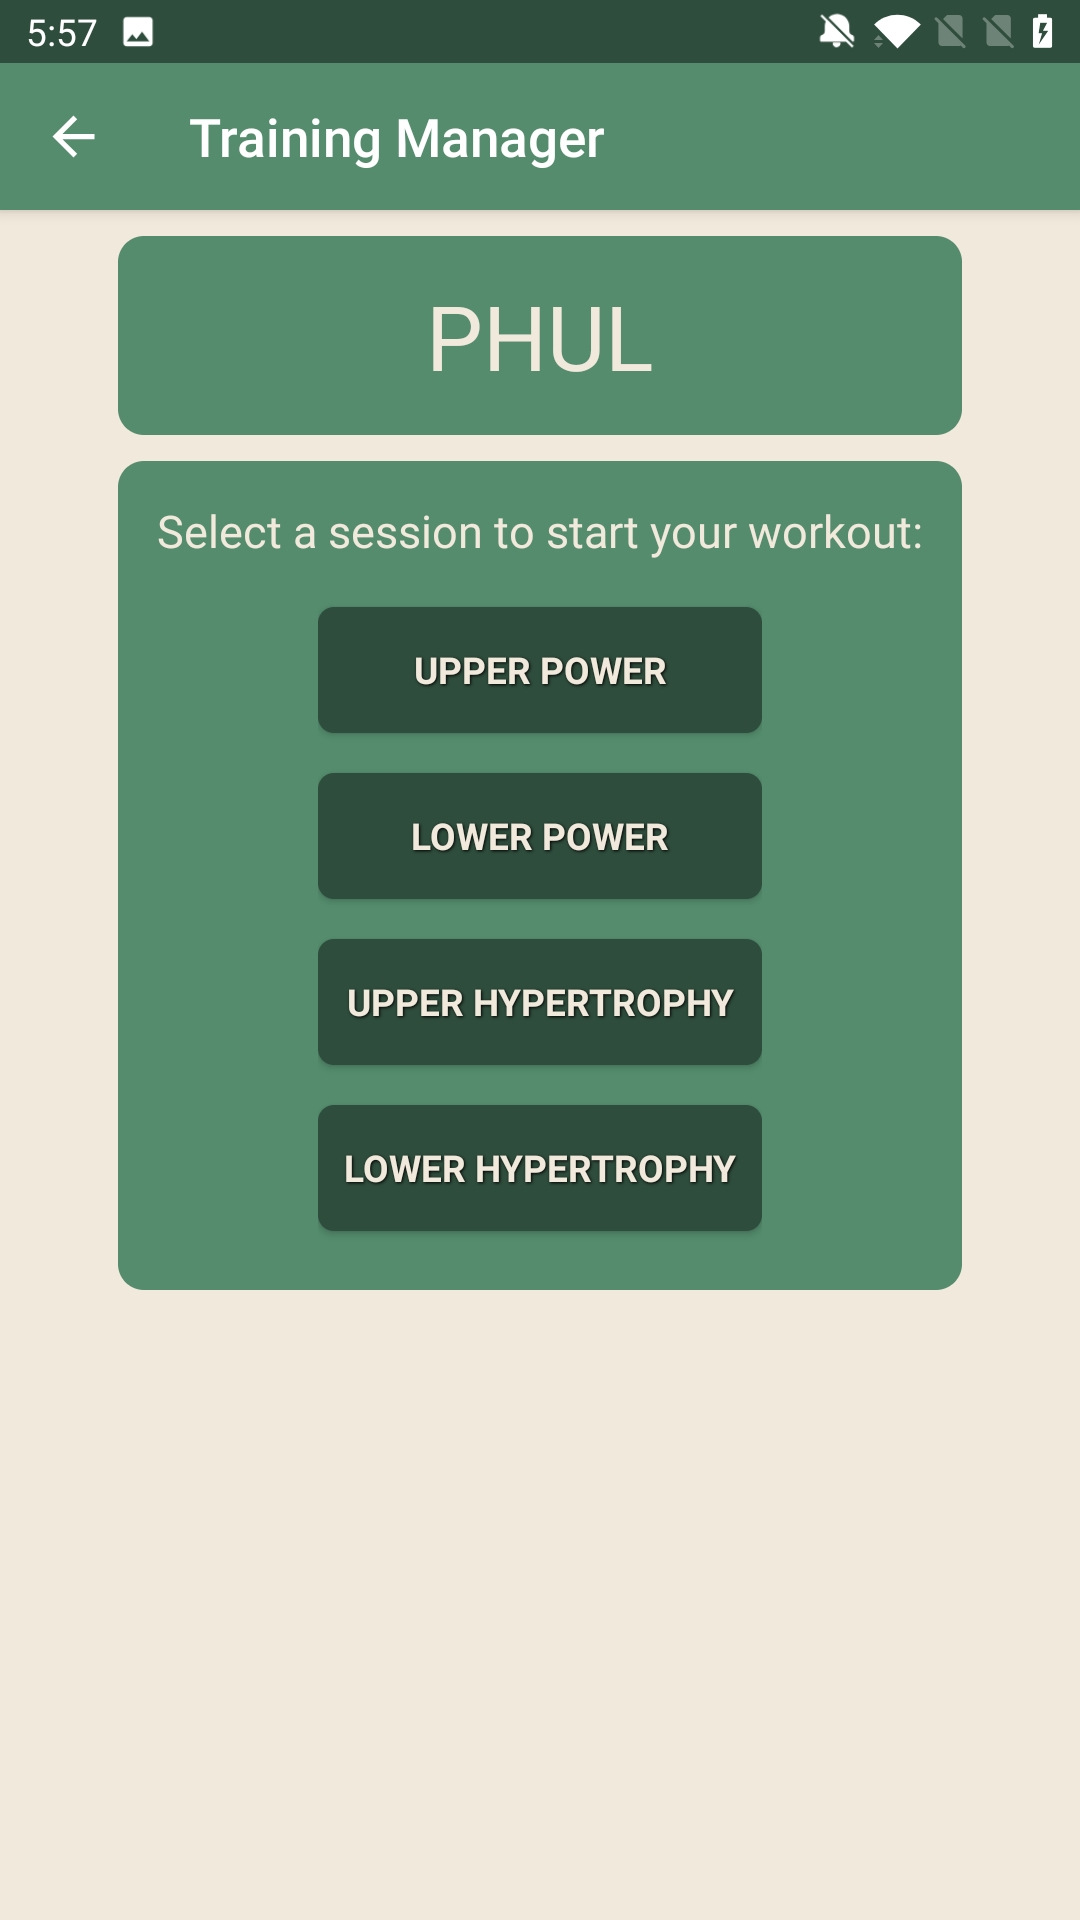 5:57
Training Manager
PHUL
Select a session to start your workout:
UPPER POWER
LOWER POWER
UPPER HYPERTROPHY
LOWER HYPERTROPHY